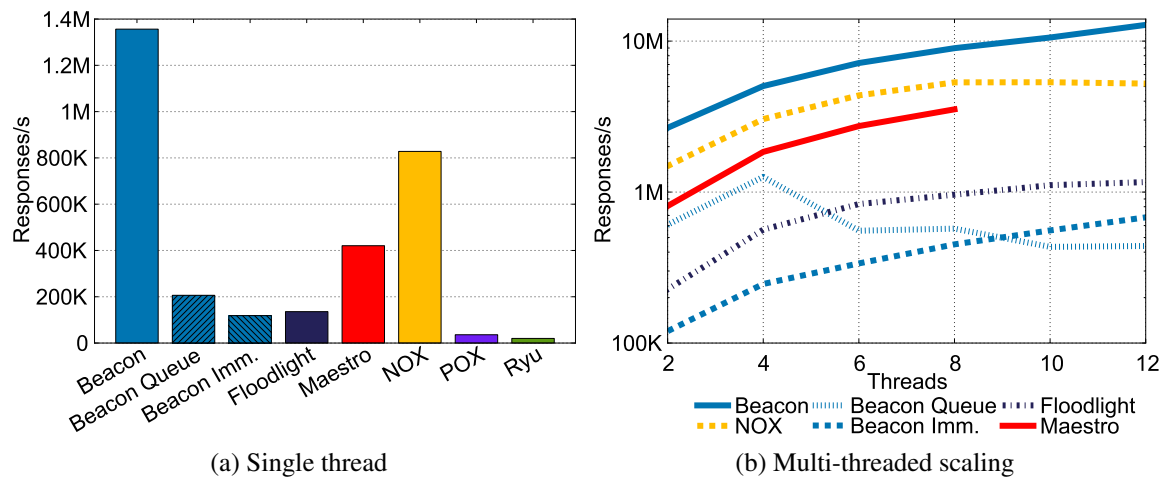 1.4M
1.2M
1M
800K
600K
400K
200K
0
Responses/s
Beacon
Beacon Queue
Beacon Imm.
Floodlight
Maestro
NOX
POX
Ryu
(a) Single thread
10M
1M
100K
Responses/s
2 4 6 8 10 12
Threads
Beacon Beacon Queue Floodlight
NOX Beacon Imm. Maestro
(b) Multi-threaded scaling